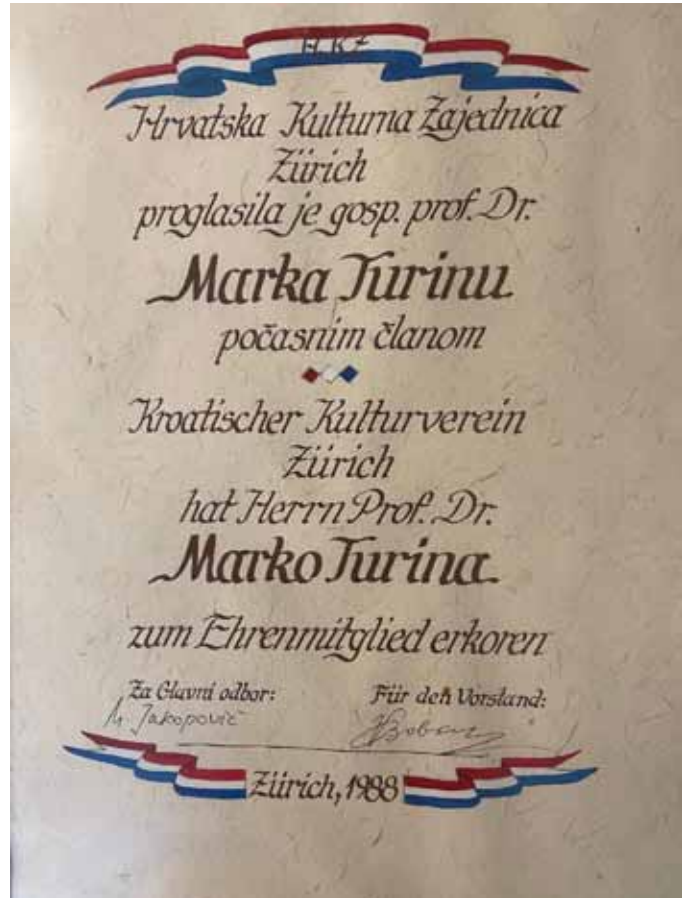 H.K.Z
Hrvatska Kulturna Zajednica
Zürich
proglasila je gosp. prof. Dr.
Marka Turinu
počasnim članom
Kroatischer Kulturverein
Zürich
hat Herrn Prof. Dr.
Marko Turina
zum Ehrenmitglied erkoren
Za Glavni odbor: Für den Vorstand:
M. Jakopović
Zürich, 1988